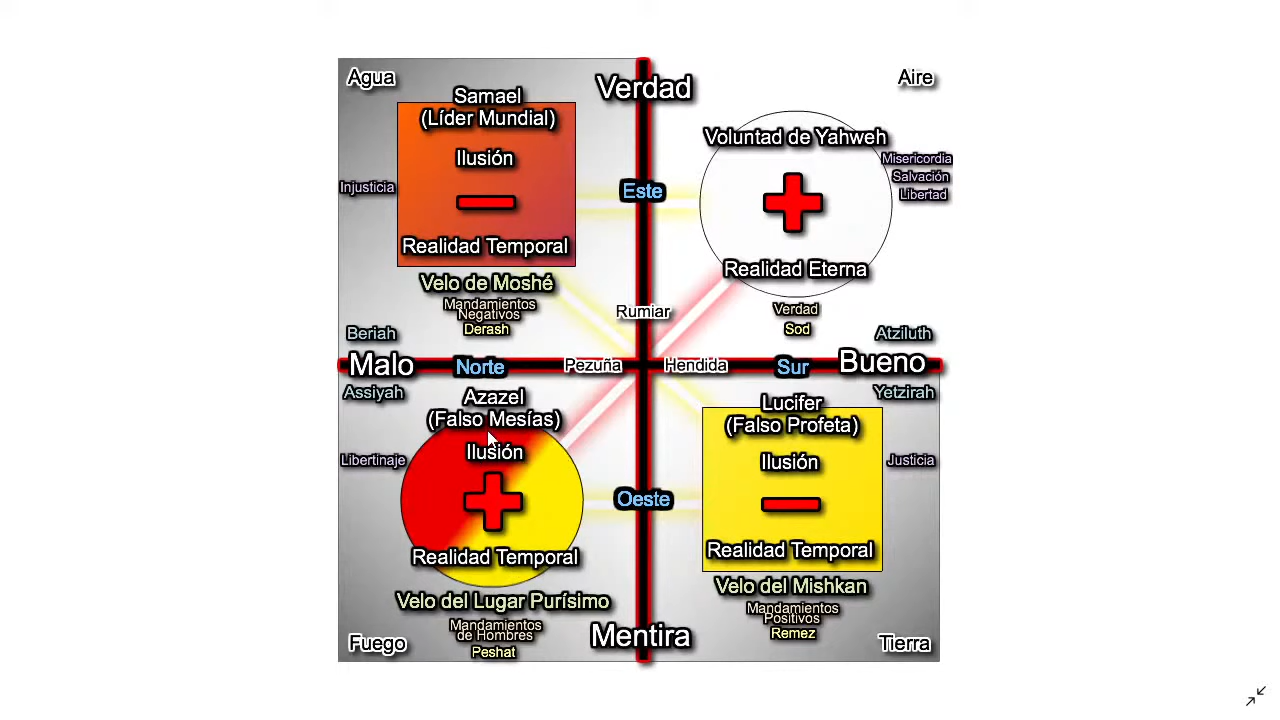 Agua
Verdad
Aire
Samael
(Líder Mundial)
Ilusión
Injusticia
Realidad Temporal
Velo de Moshé
Mandamientos
Negativos
Derash
Este
Voluntad de Yahweh
Misericordia
Salvación
Libertad
Realidad Eterna
Verdad
Sod
Rumiar
Beriah
Atziluth
Malo
Norte
Pezuña
Hendida
Sur
Bueno
Assiyah
Yetzirah
Azazel
(Falso Mesías)
Ilusión
Libertinaje
Realidad Temporal
Velo del Lugar Purísimo
Mandamientos
de Hombres
Peshat
Oeste
Lucifer
(Falso Profeta)
Ilusión
Justicia
Realidad Temporal
Velo del Mishkan
Mandamientos
Positivos
Remez
Fuego
Mentira
Tierra